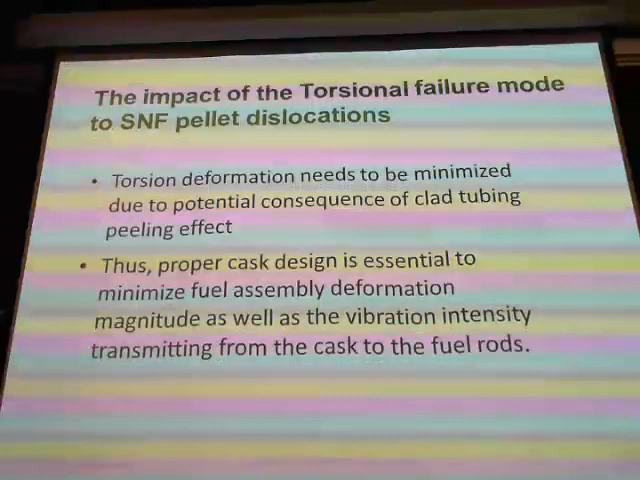 The impact of the Torsional failure mode
to SNF pellet dislocations
• Torsion deformation needs to be minimized
due to potential consequence of clad tubing
peeling effect
• Thus, proper cask design is essential to
minimize fuel assembly deformation
magnitude as well as the vibration intensity
transmitting from the cask to the fuel rods.